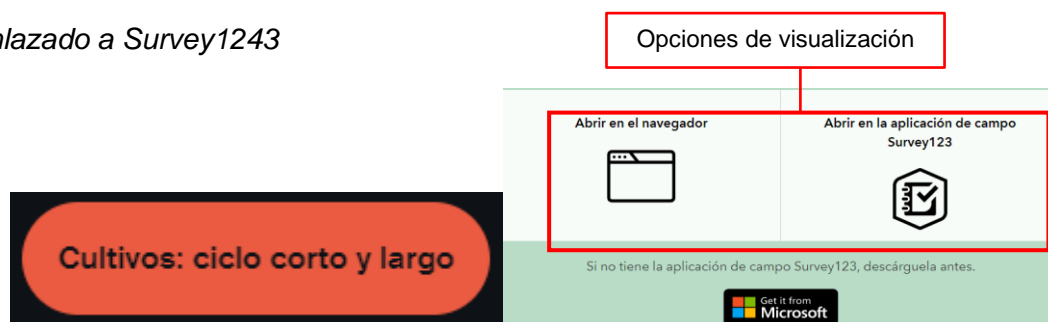 nlazado a Survey1243
Opciones de visualización
Abrir en el navegador
Abrir en la aplicación de campo
Survey123
Cultivos: ciclo corto y largo
Si no tiene la aplicación de campo Survey123, descárguela antes.
Get it from
Microsoft